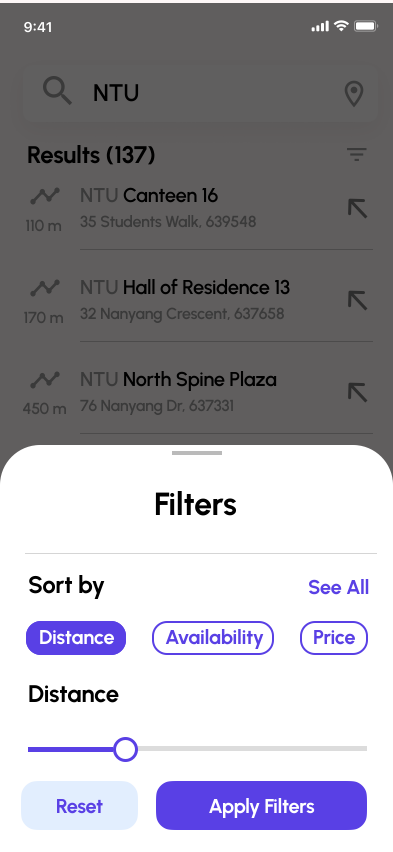 9:41
NTU
Results (137)
NTU Canteen 16
110 m
35 Students Walk, 639548
NTU Hall of Residence 13
170 m
32 Nanyang Crescent, 637658
NTU North Spine Plaza
450 m
76 Nanyang Dr, 637331
Filters
Sort by
See All
Distance
Availability
Price
Distance
Reset
Apply Filters